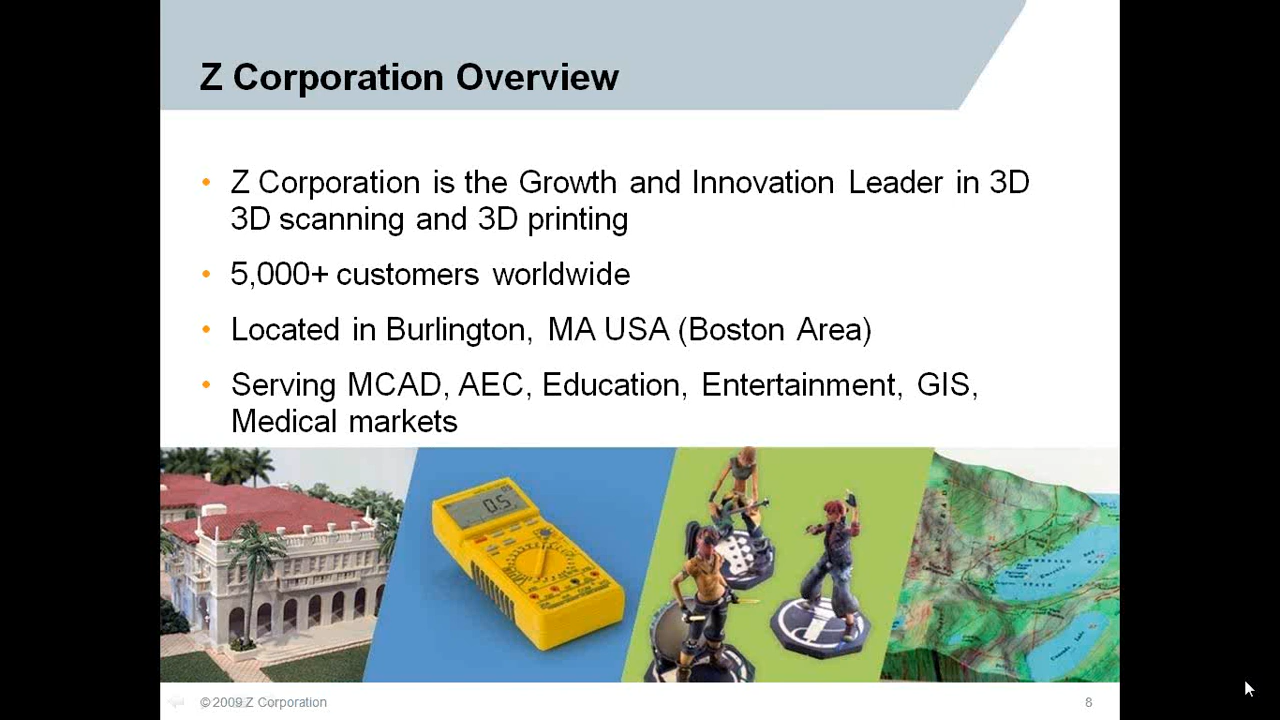 Z Corporation Overview
• Z Corporation is the Growth and Innovation Leader in 3D
3D scanning and 3D printing
• 5,000+ customers worldwide
• Located in Burlington, MA USA (Boston Area)
• Serving MCAD, AEC, Education, Entertainment, GIS,
Medical markets
0.5
© 2009 Z Corporation
8